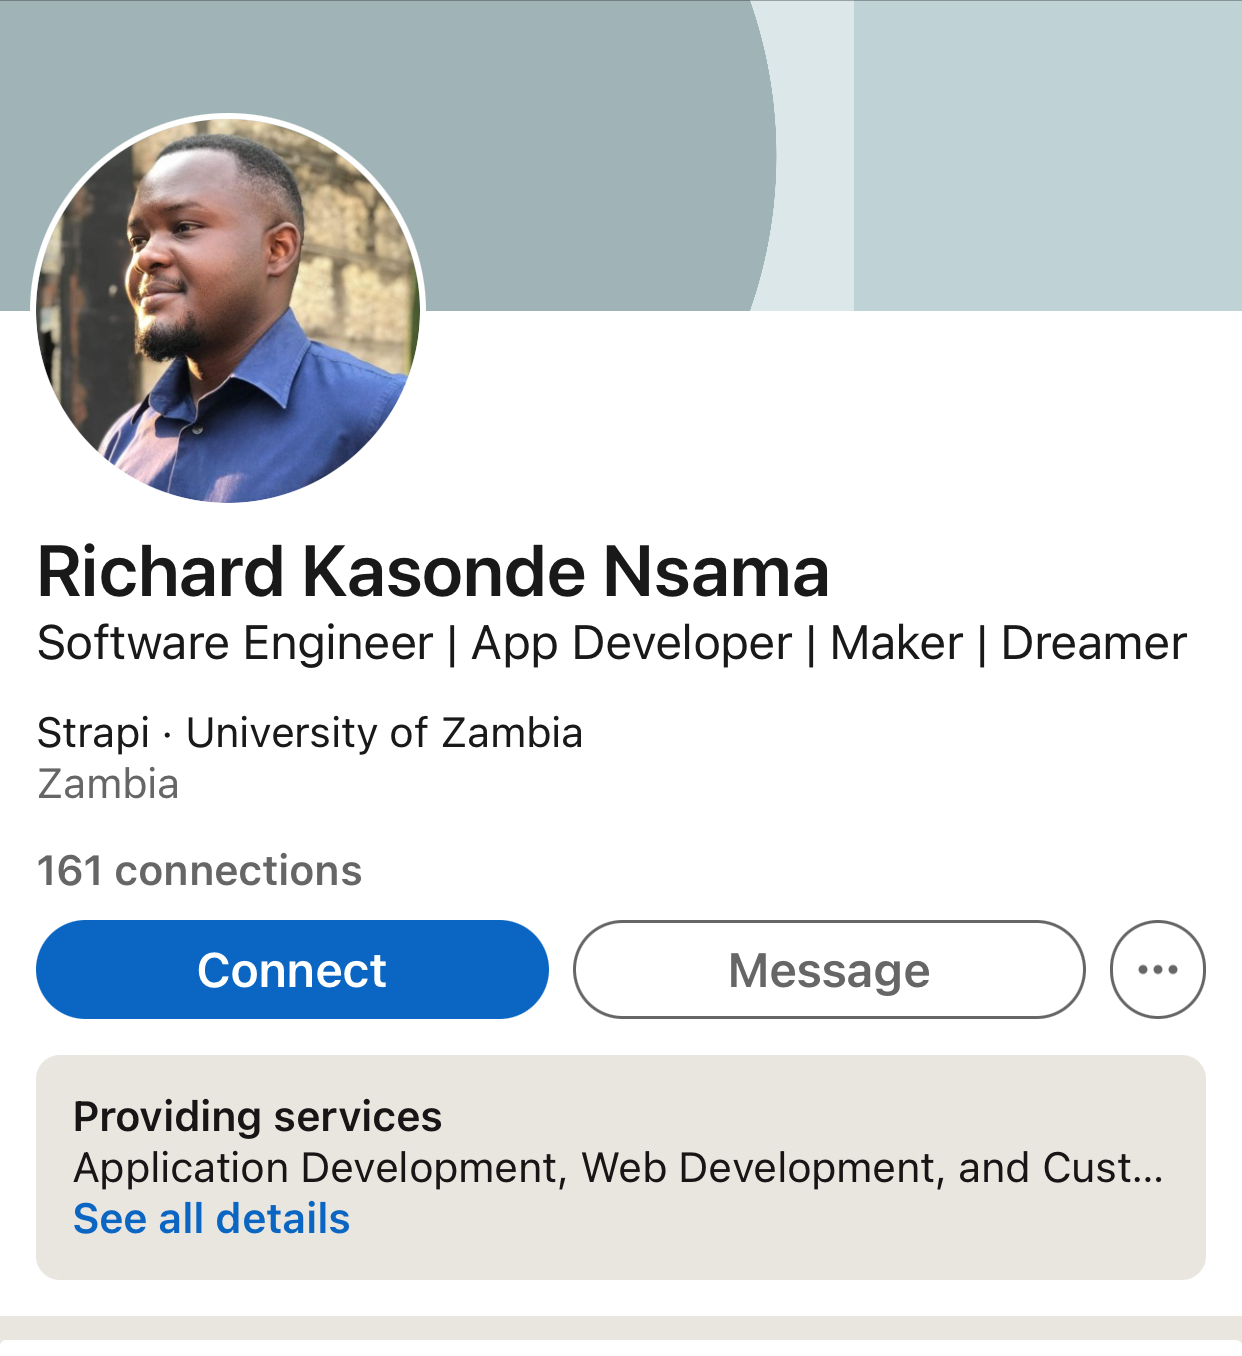 Richard Kasonde Nsama
Software Engineer | App Developer | Maker | Dreamer
Strapi · University of Zambia
Zambia
161 connections
Connect
Message
Providing services
Application Development, Web Development, and Cust...
See all details